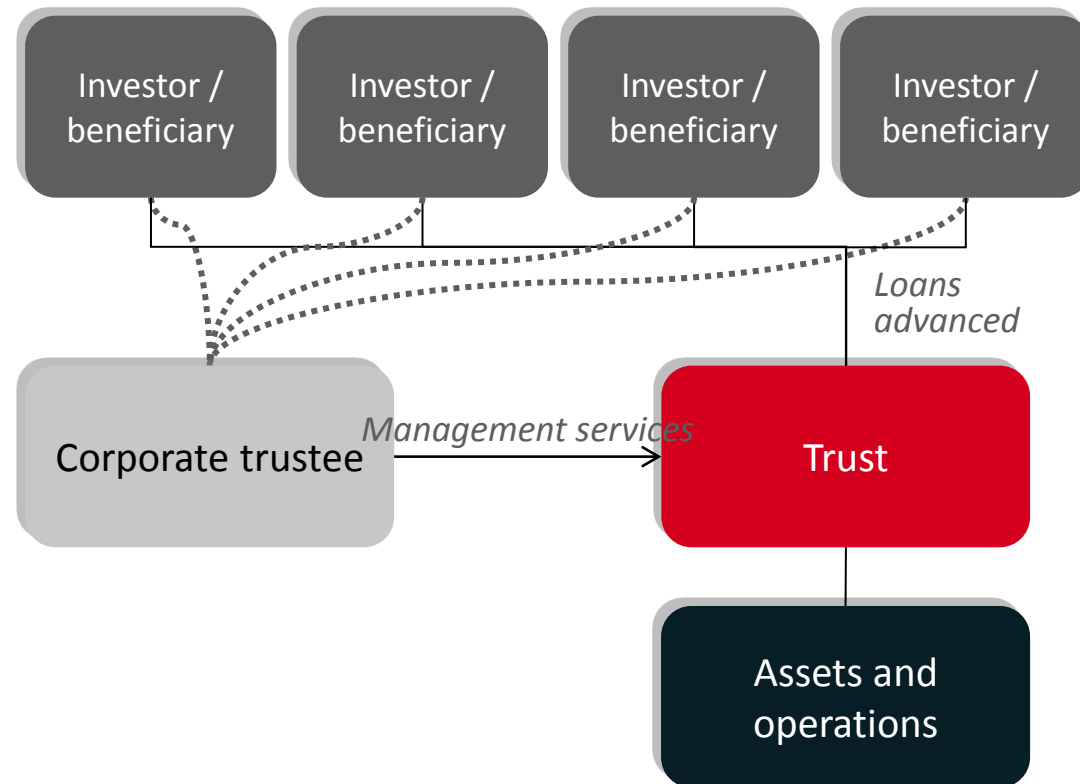 Investor /
beneficiary
Investor /
beneficiary
Investor /
beneficiary
Investor /
beneficiary
Loans
advanced
Corporate trustee
Management services
Trust
Assets and
operations